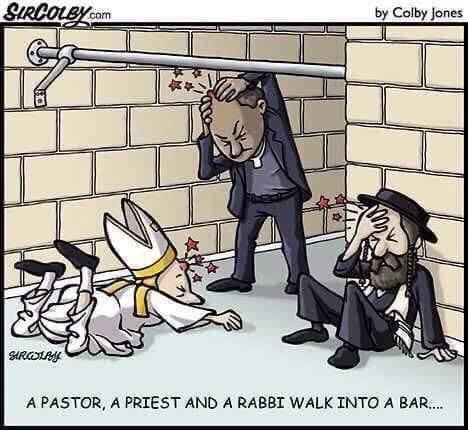 SIRCOLBY.com
by Colby Jones
SIRCOLBY
A PASTOR, A PRIEST AND A RABBI WALK INTO A BAR....